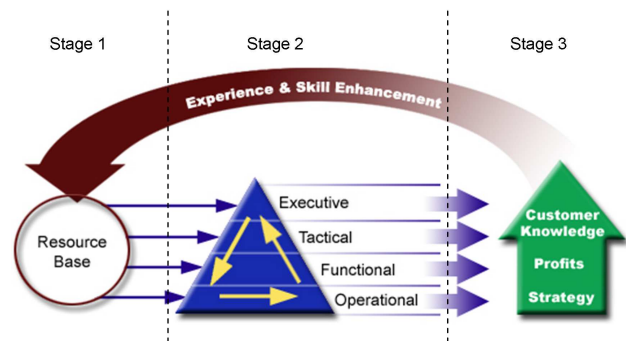 Stage 1
Stage 2
Stage 3
Experience & Skill Enhancement
Resource
Base
Executive
Tactical
Functional
Operational
Customer
Knowledge
Profits
Strategy